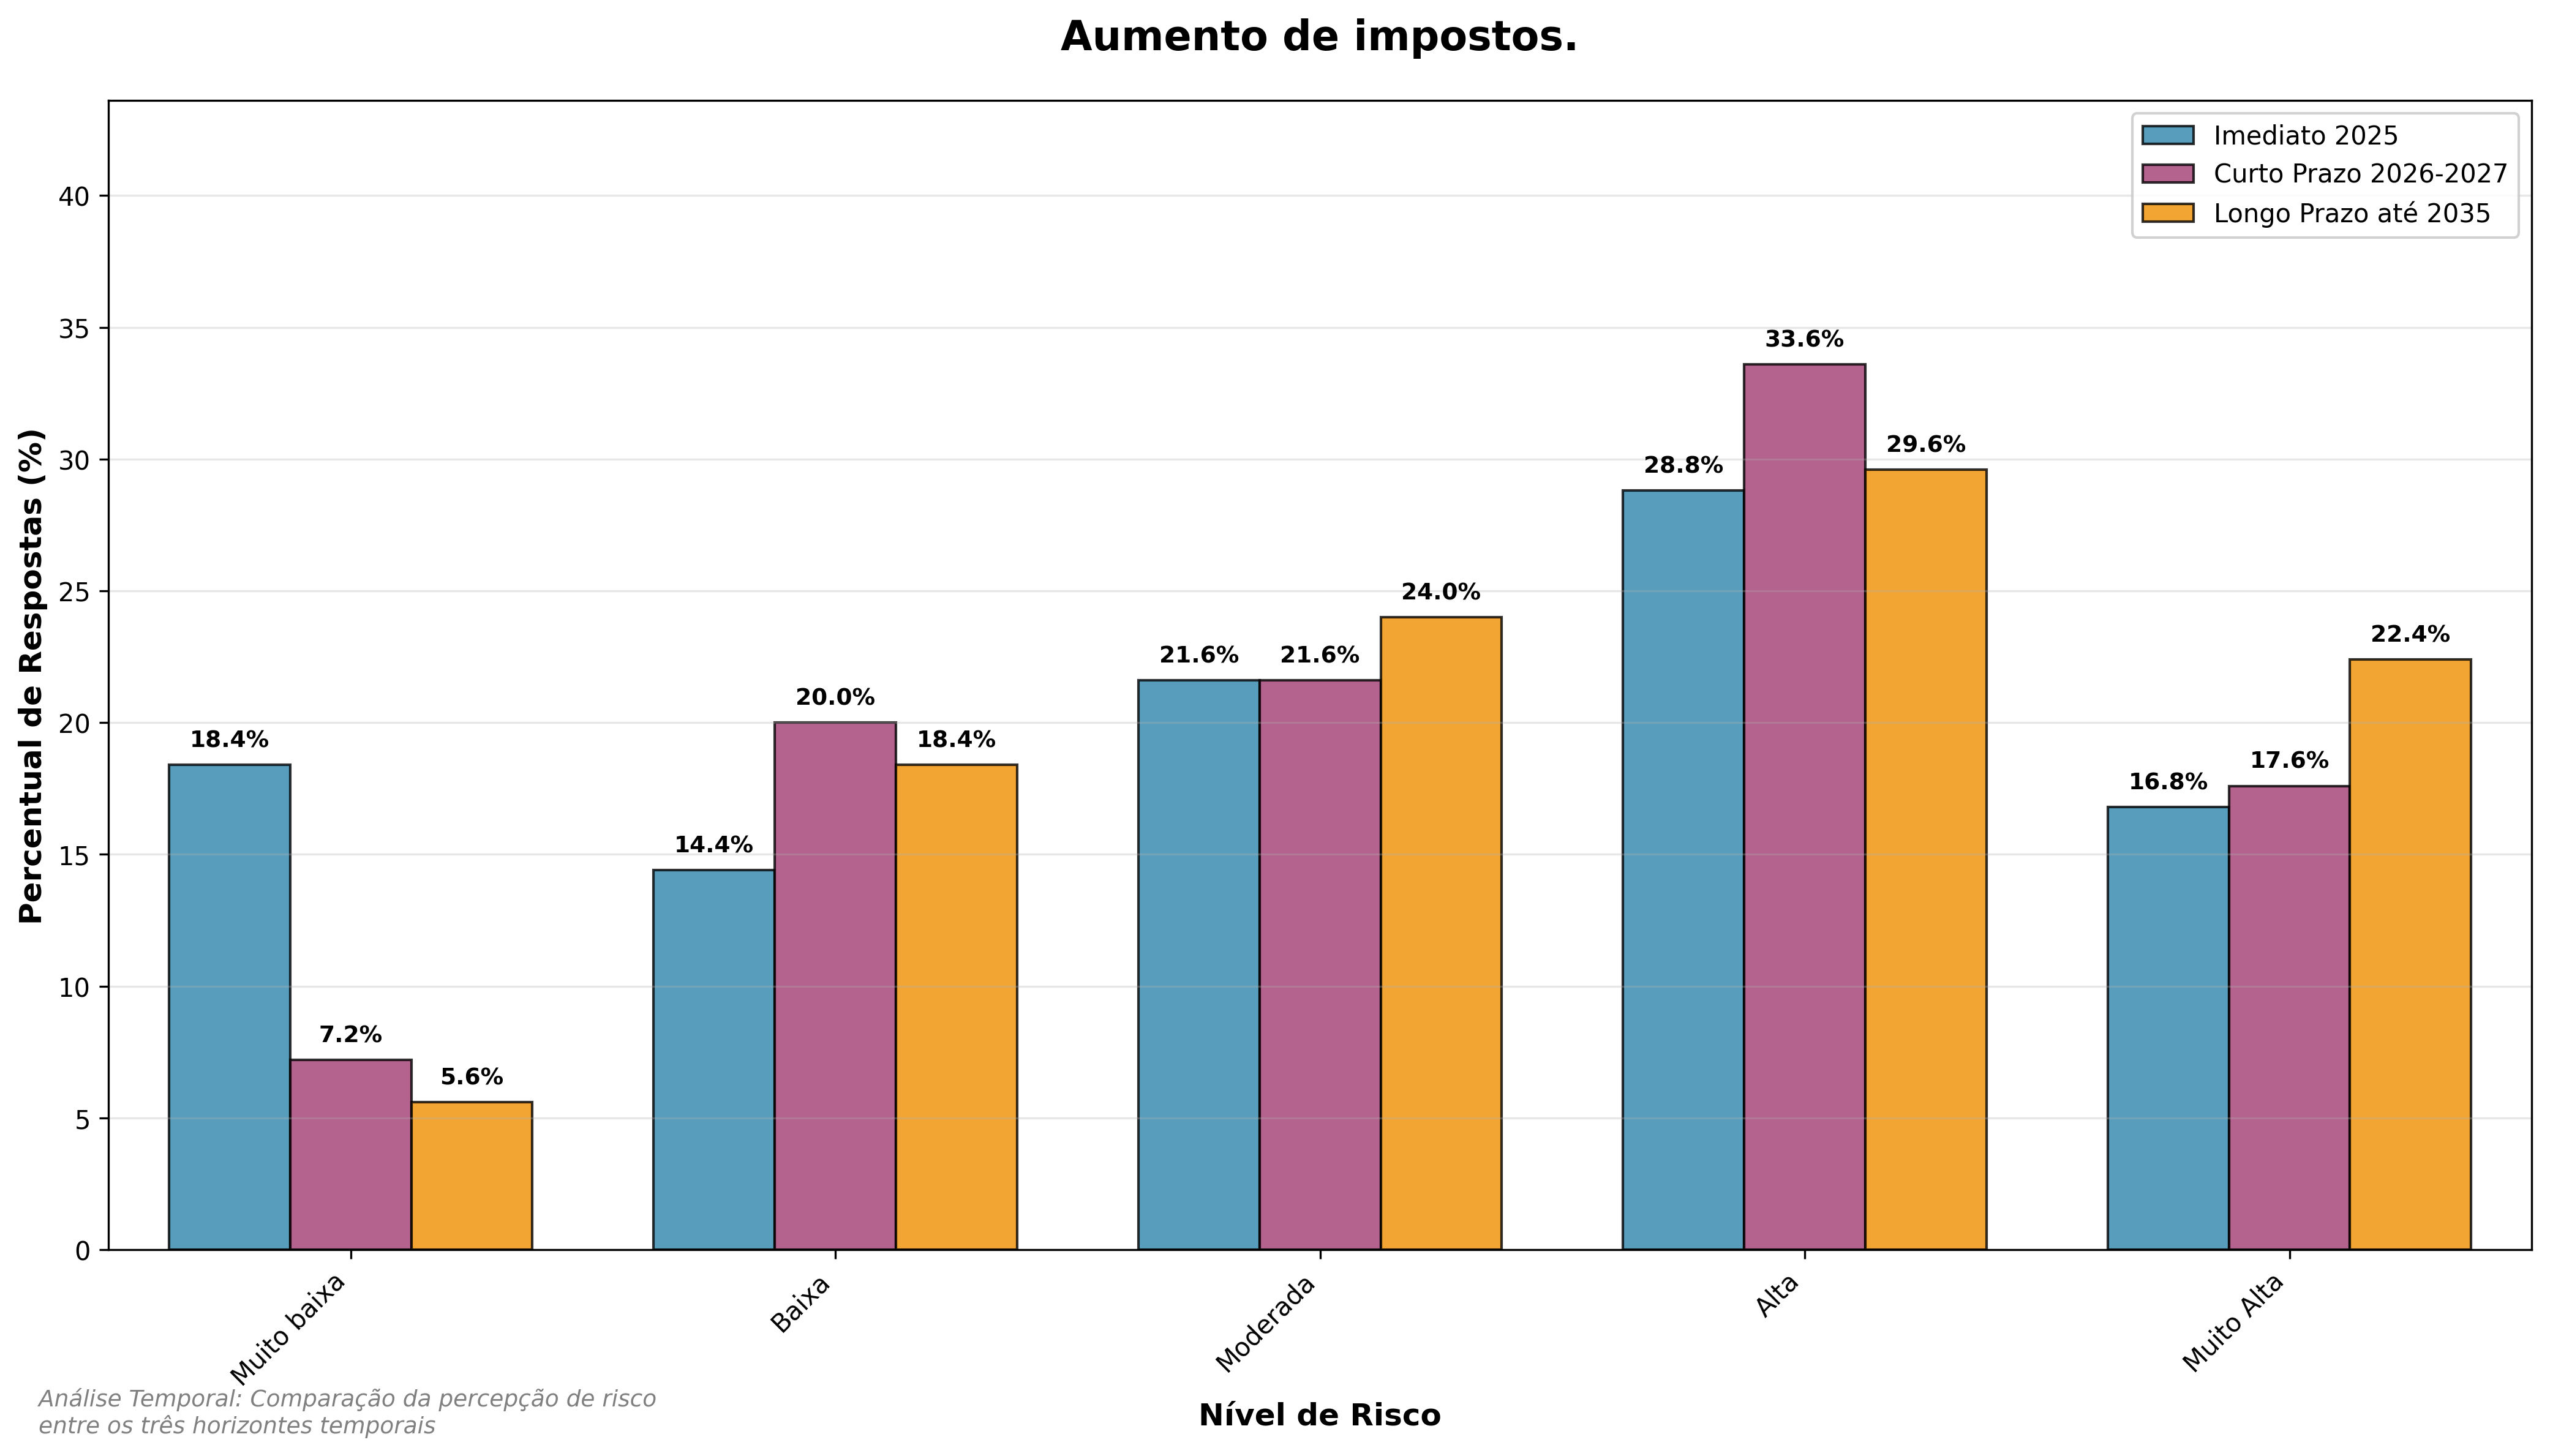 Aumento de impostos.
Imediato 2025
Curto Prazo 2026-2027
Longo Prazo até 2035
Percentual de Respostas (%)
40
35
30
25
20
15
10
5
0
18.4%
7.2%
5.6%
14.4%
20.0%
18.4%
21.6%
21.6%
24.0%
28.8%
33.6%
29.6%
16.8%
17.6%
22.4%
Muito baixa
Baixa
Moderada
Alta
Muito Alta
Nível de Risco
Análise Temporal: Comparação da percepção de risco
entre os três horizontes temporais